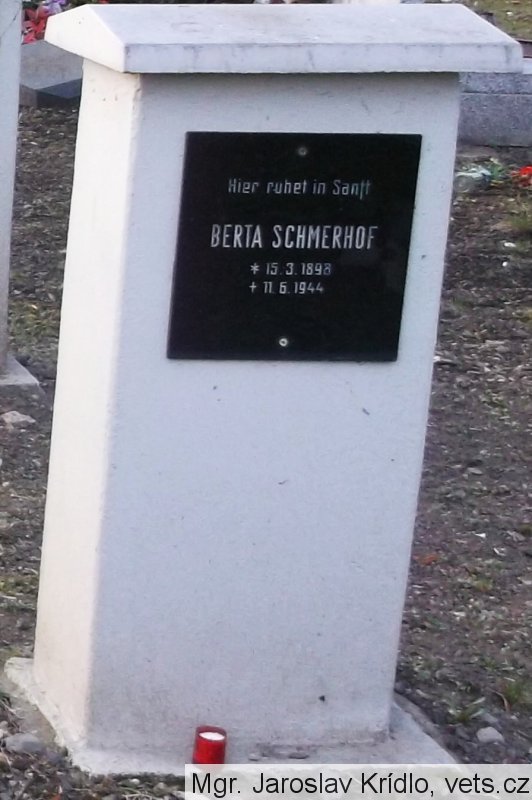 Hier ruhet in Sanft
BERTA SCHMERHOF
* 15. 3. 1898
+ 11. 6. 1944
Mgr. Jaroslav Krídlo, vets.cz